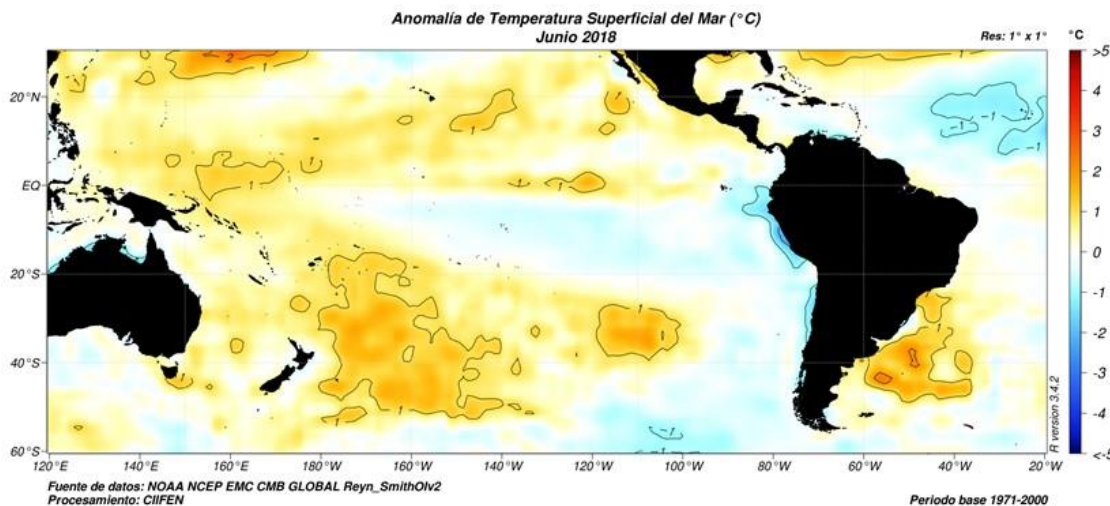 Anomalía de Temperatura Superficial del Mar (°C)
Junio 2018
Res: 1° x 1°
°C
>5
4
3
2
1
0
-1
-2
-3
-4
<-5
20°N
EQ
20°S
40°S
60°S
120°E
140°E
160°E
180°W
160°W
140°W
120°W
100°W
80°W
60°W
40°W
20°W
R version 3.4.2
Fuente de datos: NOAA NCEP EMC CMB GLOBAL Reyn_SmithOIv2
Procesamiento: CIIFEN
Periodo base 1971-2000